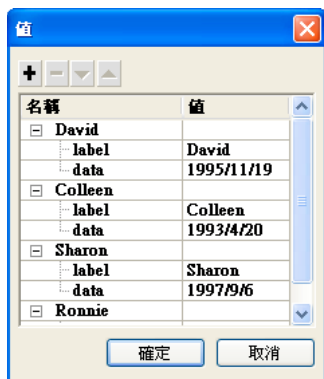 值
名稱 值
David
label David
data 1995/11/19
Colleen
label Colleen
data 1993/4/20
Sharon
label Sharon
data 1997/9/6
Ronnie
確定 取消